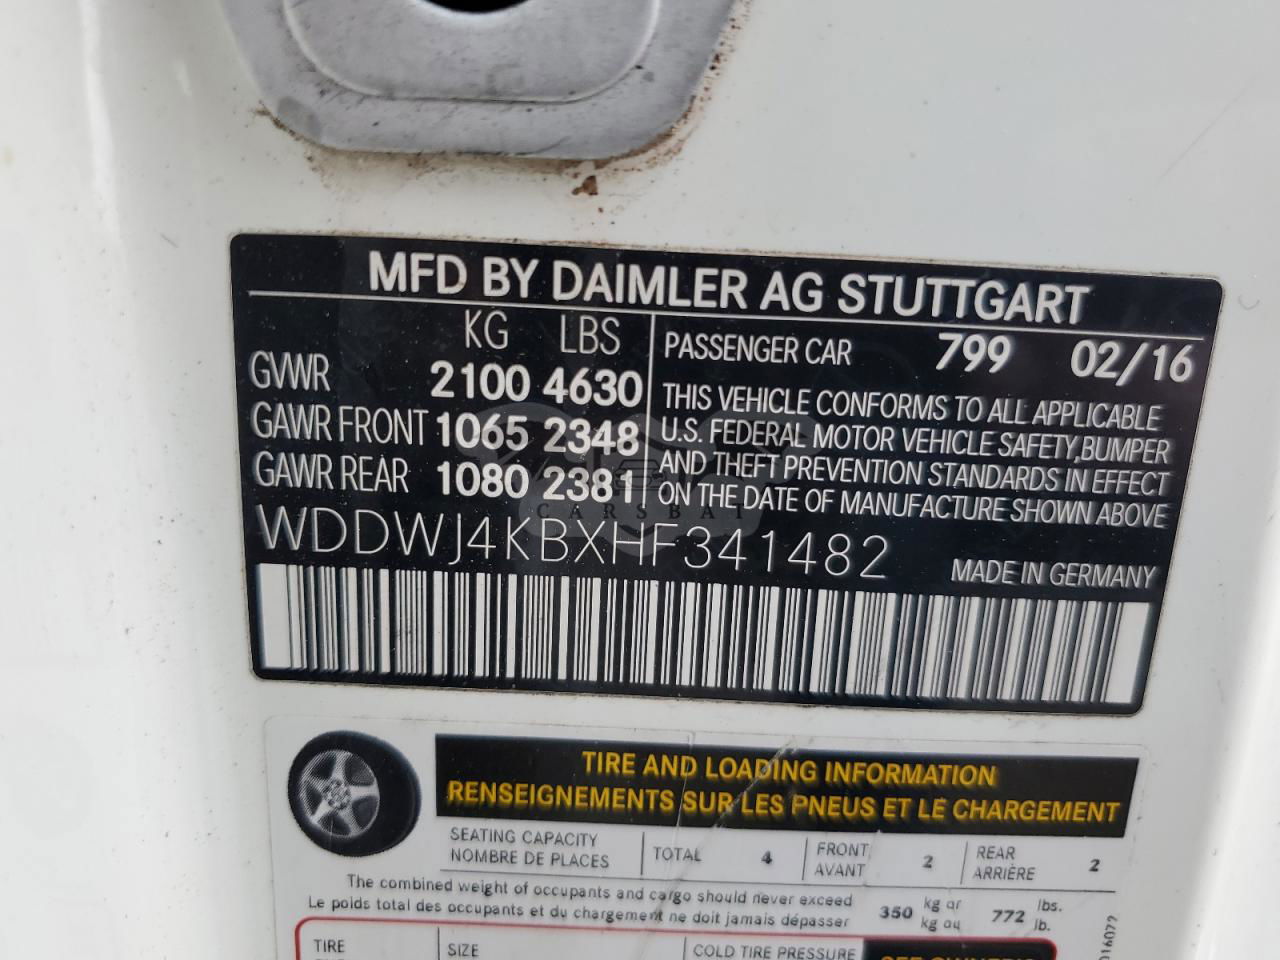 MFD BY DAIMLER AG STUTTGART
KG LBS
GVWR 2100 4630
GAWR FRONT 1065 2348
GAWR REAR 1080 2381
PASSENGER CAR 799 02/16
THIS VEHICLE CONFORMS TO ALL APPLICABLE
U.S. FEDERAL MOTOR VEHICLE SAFETY,BUMPER
AND THEFT PREVENTION STANDARDS IN EFFECT
ON THE DATE OF MANUFACTURE SHOWN ABOVE
CARSBAT
WDDWJ4KBXHF341482
MADE IN GERMANY
TIRE AND LOADING INFORMATION
RENSEIGNEMENTS SUR LES PNEUS ET LE CHARGEMENT
SEATING CAPACITY
NOMBRE DE PLACES
TOTAL 4
FRONT
AVANT
2
REAR
ARRIÈRE
2
The combined weight of occupants and cargo should never exceed
Le poids total des occupants et du chargement ne doit jamais dépasser
350
kg or
kg ou
772
lbs.
lb.
TIRE
SIZE
COLD TIRE PRESSURE